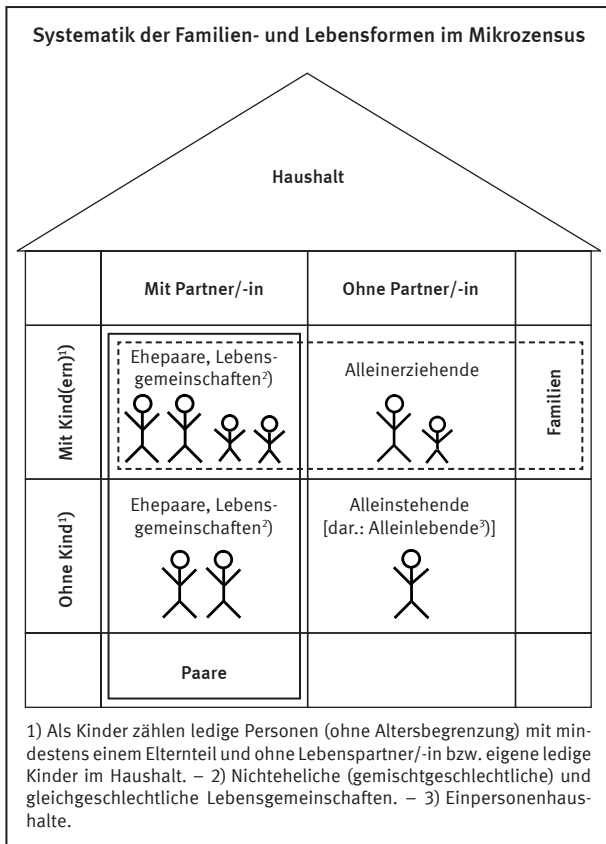 Systematik der Familien- und Lebensformen im Mikrozensus
Haushalt
Mit Partner/-in
Ohne Partner/-in
Mit Kind(ern)¹)
Ehepaare, Lebens-
gemeinschaften²)
Alleinerziehende
Familien
Ohne Kind¹)
Ehepaare, Lebens-
gemeinschaften²)
Alleinstehende
[dar.: Alleinlebende³)]
Paare
1) Als Kinder zählen ledige Personen (ohne Altersbegrenzung) mit min-
destens einem Elternteil und ohne Lebenspartner/-in bzw. eigene ledige
Kinder im Haushalt. – 2) Nichteheliche (gemischtgeschlechtliche) und
gleichgeschlechtliche Lebensgemeinschaften. – 3) Einpersonenhaus-
halte.